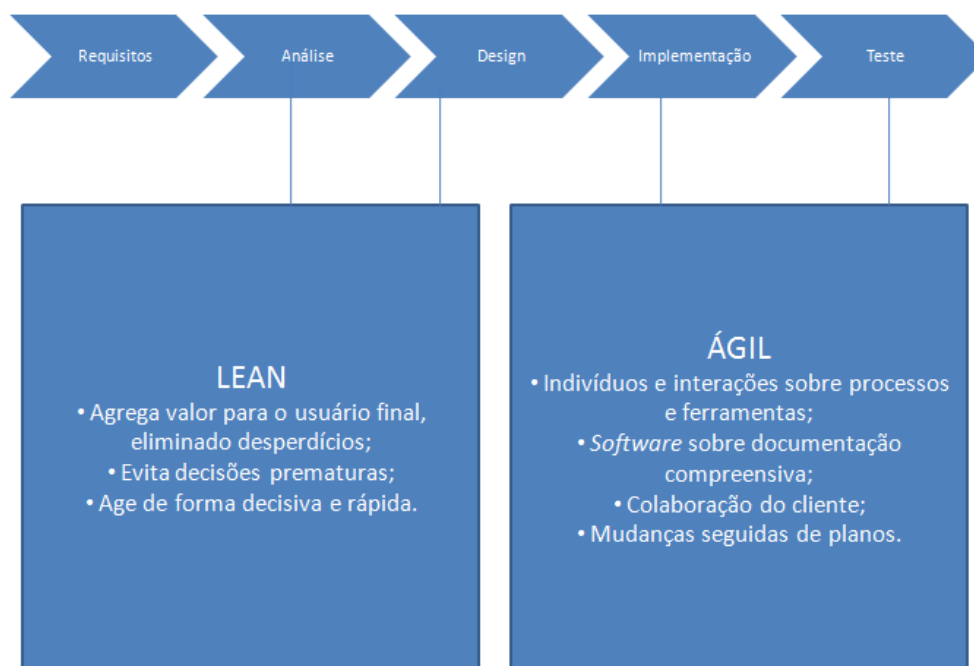 Requisitos
Análise
Design
Implementação
Teste
LEAN
• Agrega valor para o usuário final,
eliminado desperdícios;
• Evita decisões prematuras;
• Age de forma decisiva e rápida.
ÁGIL
• Indivíduos e interações sobre processos
e ferramentas;
• Software sobre documentação
compreensiva;
• Colaboração do cliente;
• Mudanças seguidas de planos.